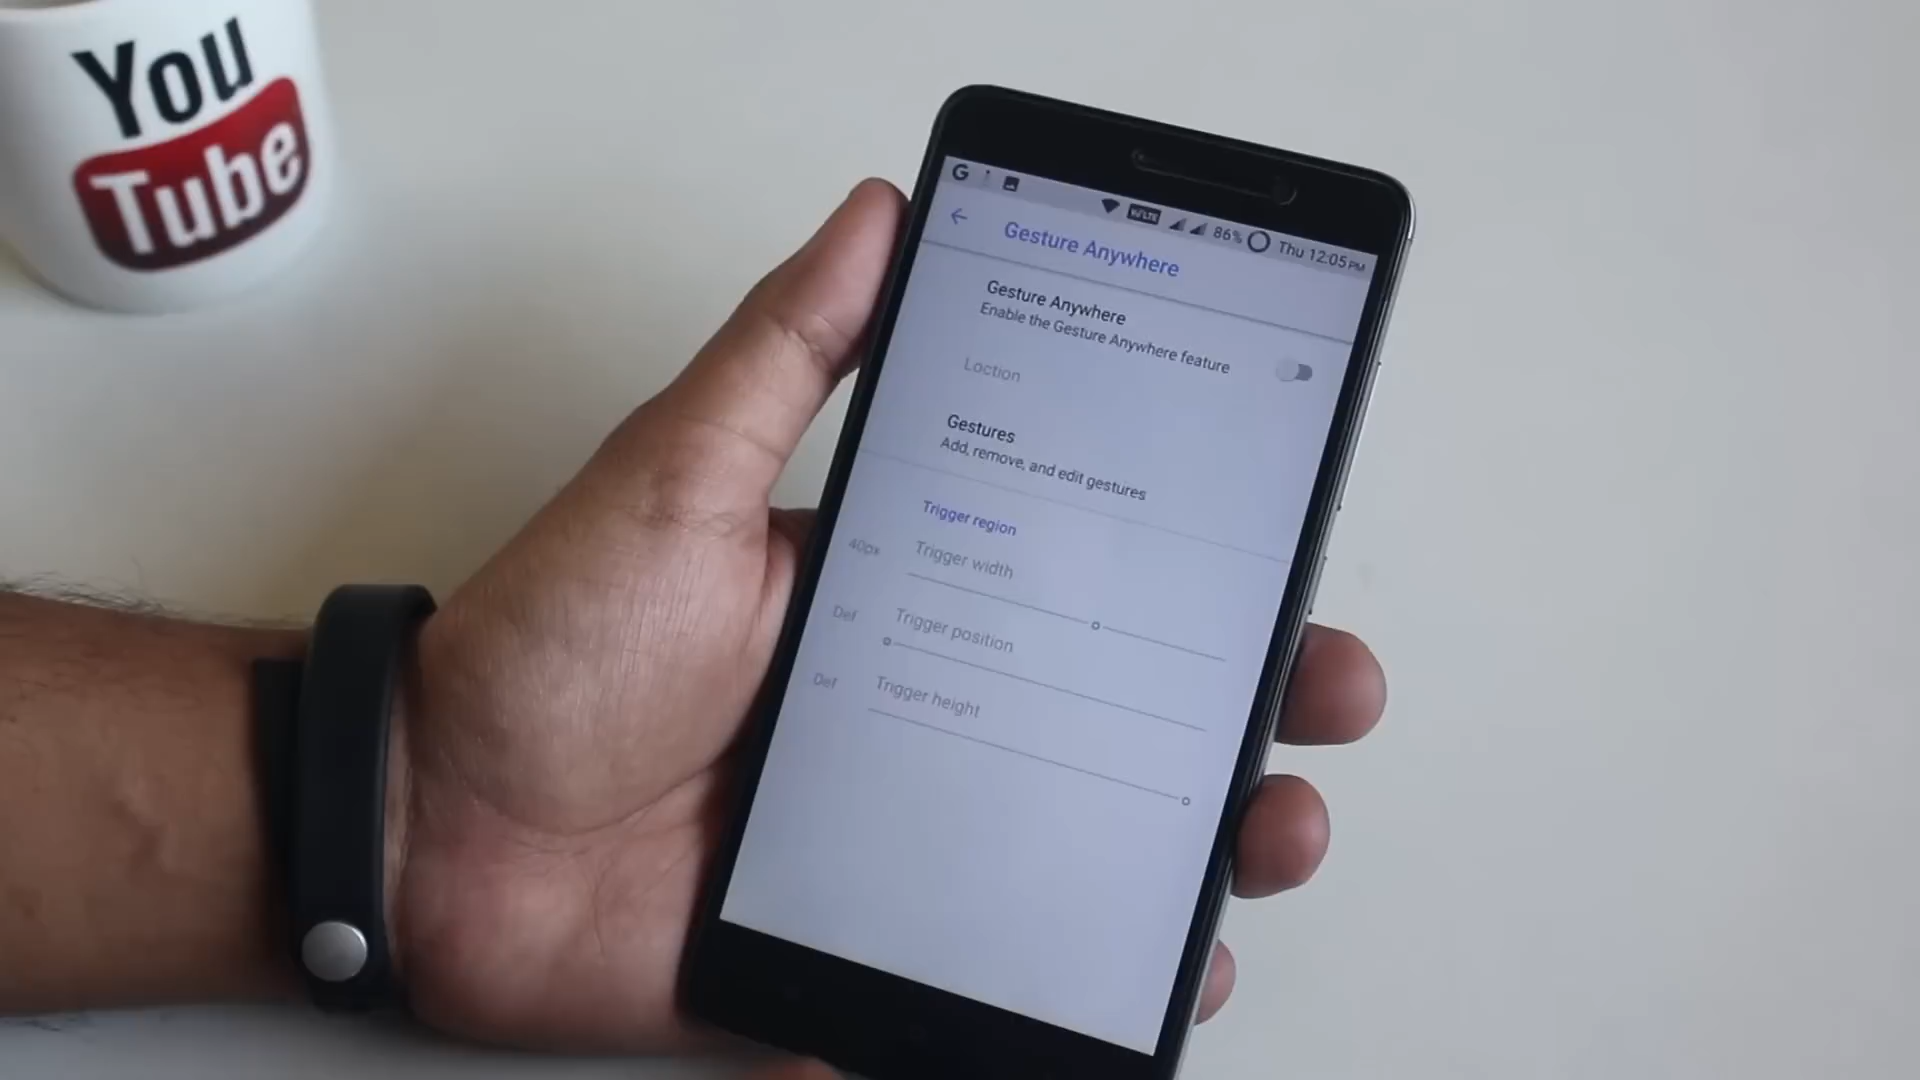 You
Tube
G VoLTE 86% Thu 12:05 PM
Gesture Anywhere
Gesture Anywhere
Enable the Gesture Anywhere feature
Loction
Gestures
Add, remove, and edit gestures
Trigger region
40px Trigger width
Def Trigger position
Def Trigger height